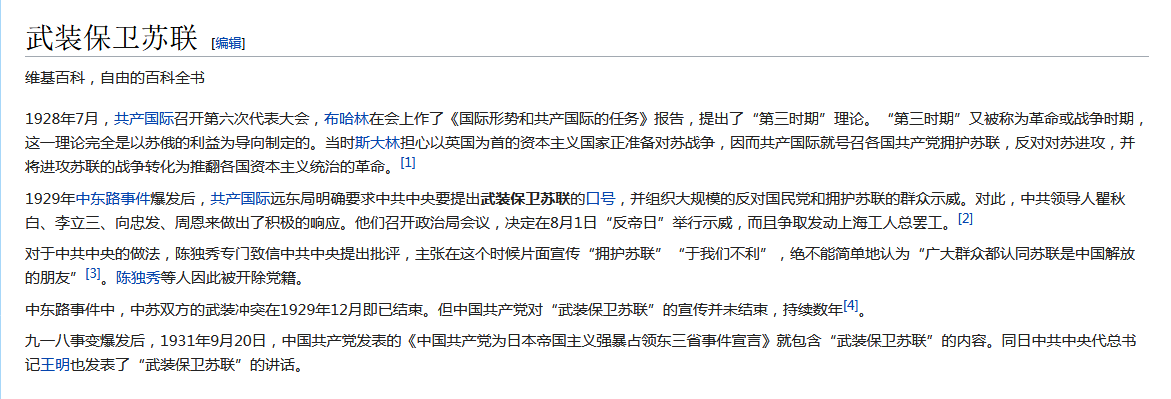 武装保卫苏联 [编辑]
维基百科，自由的百科全书
1928年7月，共产国际召开第六次代表大会，布哈林在会上作了《国际形势和共产国际的任务》报告，提出了“第三时期”理论。“第三时期”又被称为革命或战争时期，
这一理论完全是以苏俄的利益为导向制定的。当时斯大林担心以英国为首的资本主义国家正准备对苏战争，因而共产国际就号召各国共产党拥护苏联，反对对苏进攻，并
将进攻苏联的战争转化为推翻各国资本主义统治的革命。[1]
1929年中东路事件爆发后，共产国际远东局明确要求中共中央要提出武装保卫苏联的口号，并组织大规模的反对国民党和拥护苏联的群众示威。对此，中共领导人瞿秋
白、李立三、向忠发、周恩来做出了积极的响应。他们召开政治局会议，决定在8月1日“反帝日”举行示威，而且争取发动上海工人总罢工。[2]
对于中共中央的做法，陈独秀专门致信中共中央提出批评，主张在这个时候片面宣传“拥护苏联”“于我们不利”，绝不能简单地认为“广大群众都认同苏联是中国解放
的朋友”[3]。陈独秀等人因此被开除党籍。
中东路事件中，中苏双方的武装冲突在1929年12月即已结束。但中国共产党对“武装保卫苏联”的宣传并未结束，持续数年[4]。
九一八事变爆发后，1931年9月20日，中国共产党发表的《中国共产党为日本帝国主义强暴占领东三省事件宣言》就包含“武装保卫苏联”的内容。同日中共中央代总书
记王明也发表了“武装保卫苏联”的讲话。